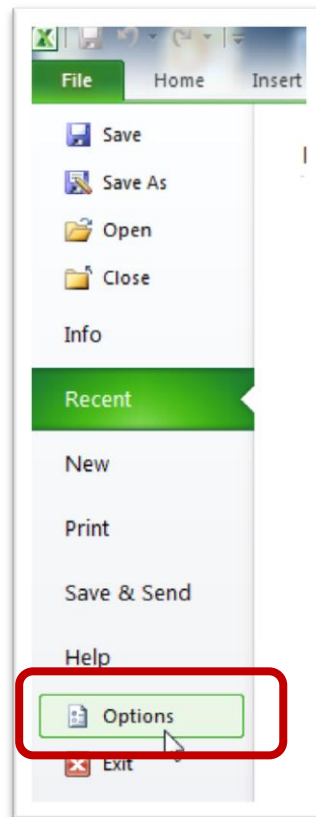 File Home Insert
Save
Save As
Open
Close
Info
Recent
New
Print
Save & Send
Help
Options
Exit